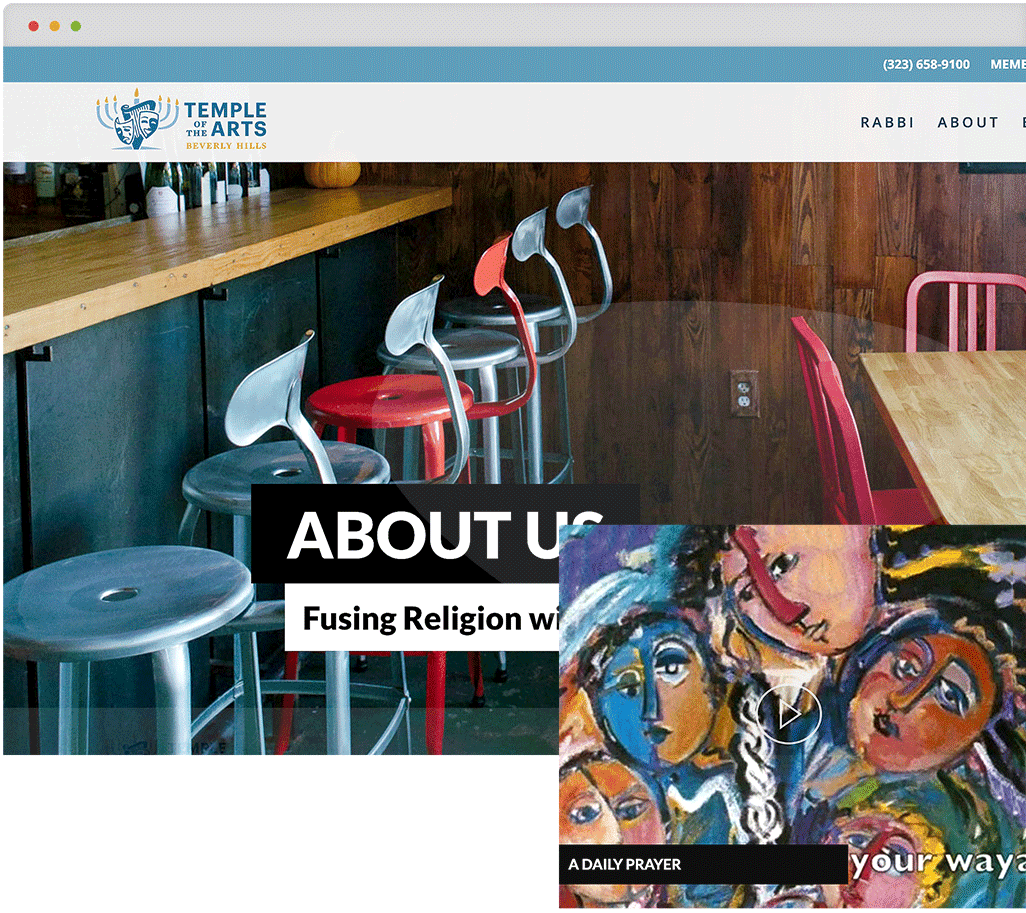 (323) 658-9100 MEMB
TEMPLE
OF
THE ARTS
BEVERLY HILLS
RABBI ABOUT
ABOUT US
Fusing Religion wi
A DAILY PRAYER
your waya